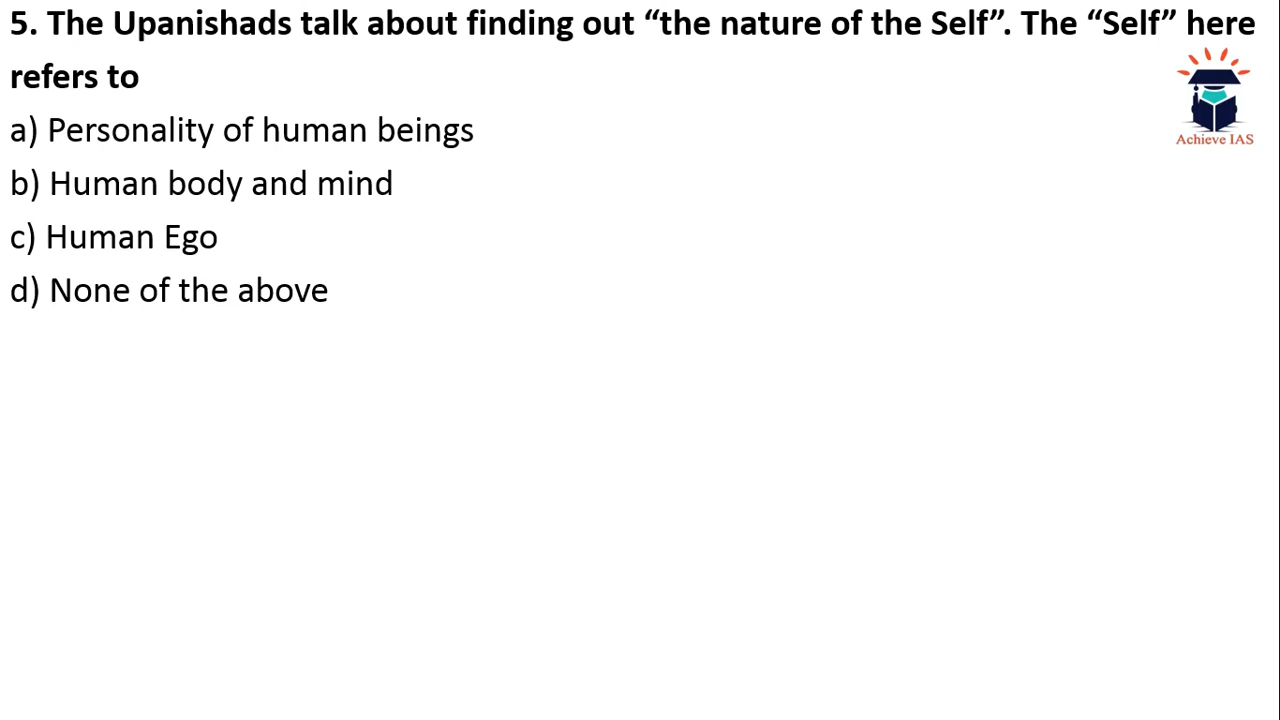 5. The Upanishads talk about finding out “the nature of the Self”. The “Self” here
refers to
Achieve IAS
a) Personality of human beings
b) Human body and mind
c) Human Ego
d) None of the above